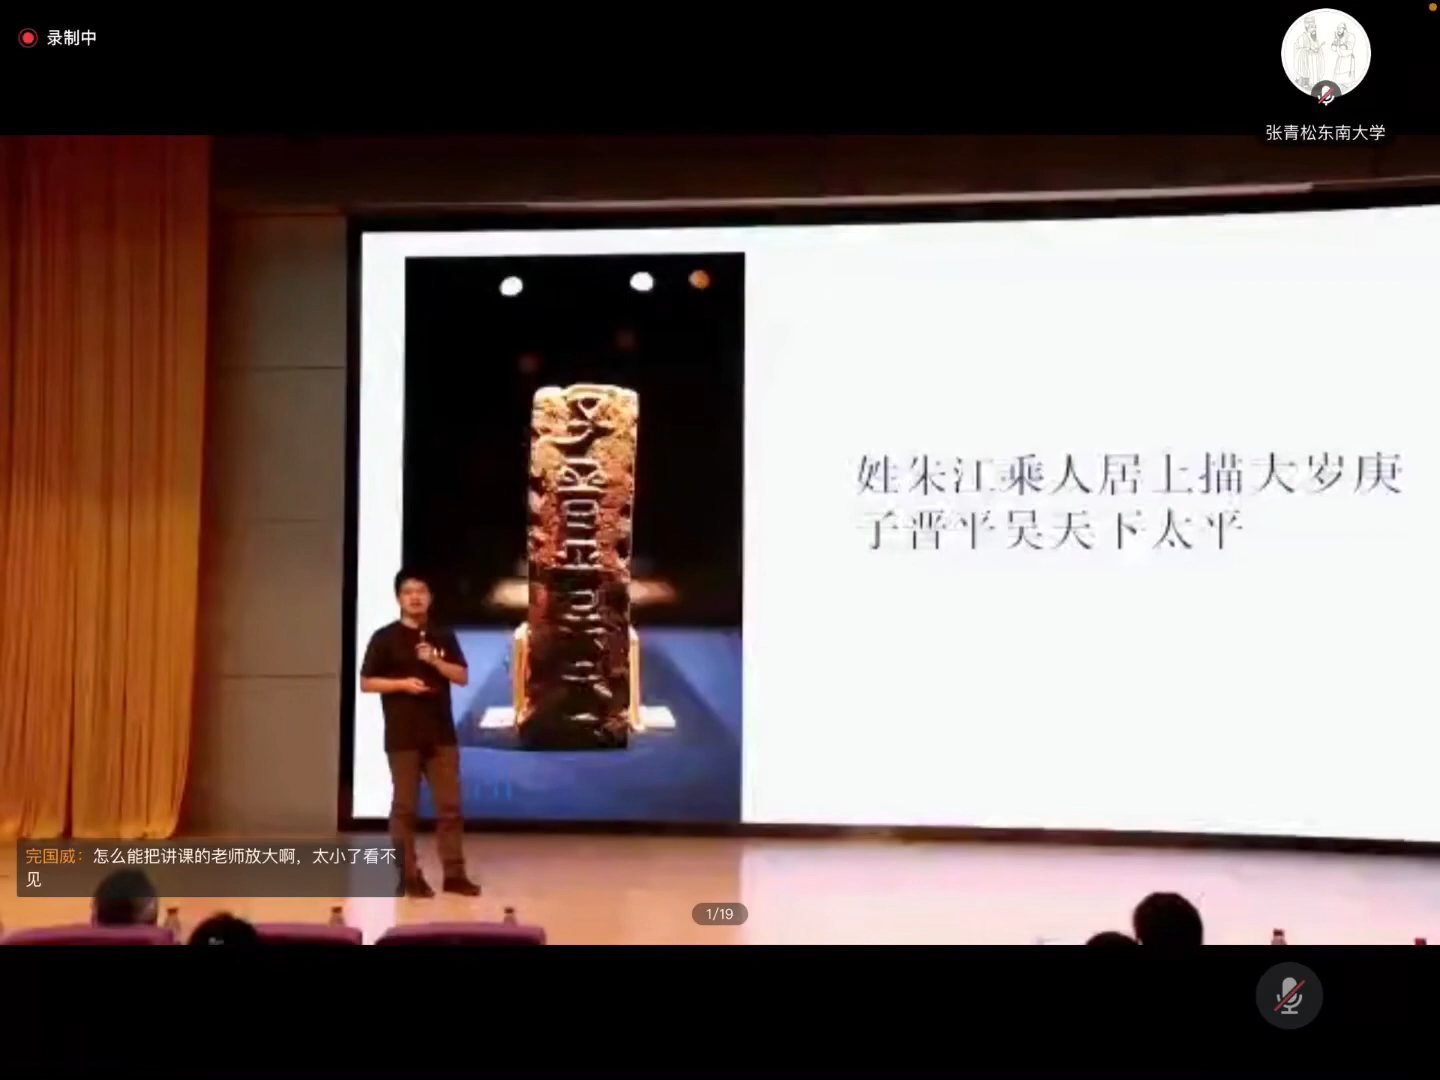 录制中
张青松东南大学
姓朱江乘人居上描大岁庚
子晋平吴天下太平
完国威：怎么能把讲课的老师放大啊，太小了看不
见
1/19